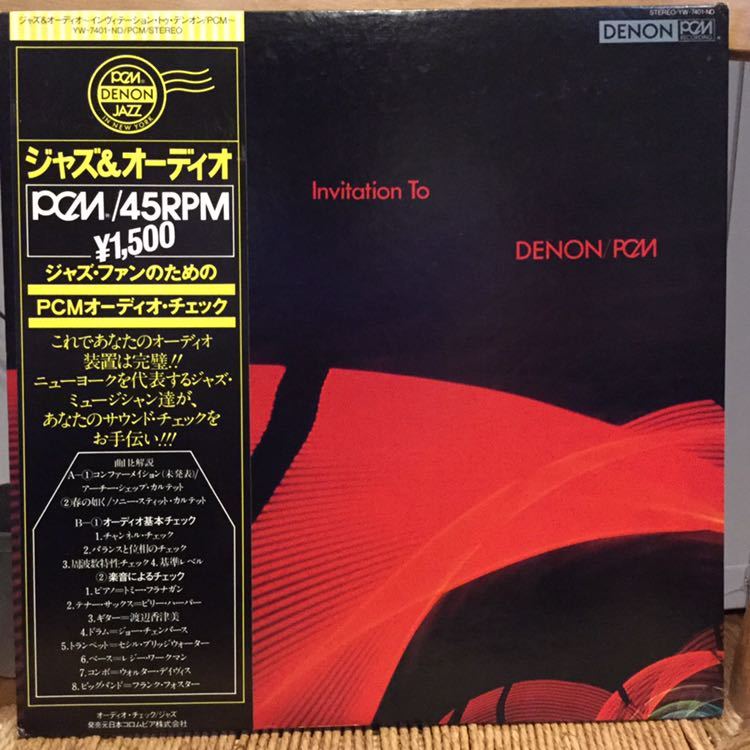 ジャズ&オーディオ〜インヴィテーション・トゥ・デンオン/PCM〜
YW-7401-ND/PCM/STEREO
PCM®
DENON
JAZZ
IN NEW YORK
ジャズ&オーディオ
PCM®/45RPM
¥1,500
ジャズ・ファンのための
PCMオーディオ・チェック
これであなたのオーディオ
装置は完璧!!
ニューヨークを代表するジャズ・
ミュージシャン達が、
あなたのサウンド・チェックを
お手伝い!!!
曲目と解説
A-①コンファーメイション(未発表)/
アーチー・シェップ・カルテット
②春の如く/ソニー・スティット・カルテット
B-①オーディオ基本チェック
1.チャンネル・チェック
2.バランスと位相のチェック
3.周波数特性チェック 4.基準レベル
②楽音によるチェック
1.ピアノ=トミー・フラナガン
2.テナー・サックス=ビリー・ハーパー
3.ギター=渡辺香津美
4.ドラム=ジョー・チェンバース
5.トランペット=セシル・ブリッジウォーター
6.ベース=レジー・ワークマン
7.コンボ=ウォルター・デイヴィス
8.ビッグバンド=フランク・フォスター
オーディオ・チェック/ジャズ
発売元日本コロムビア株式会社
STEREO/YW-7401-ND
DENON PCM
RECORDING
Invitation To
DENON/PCM